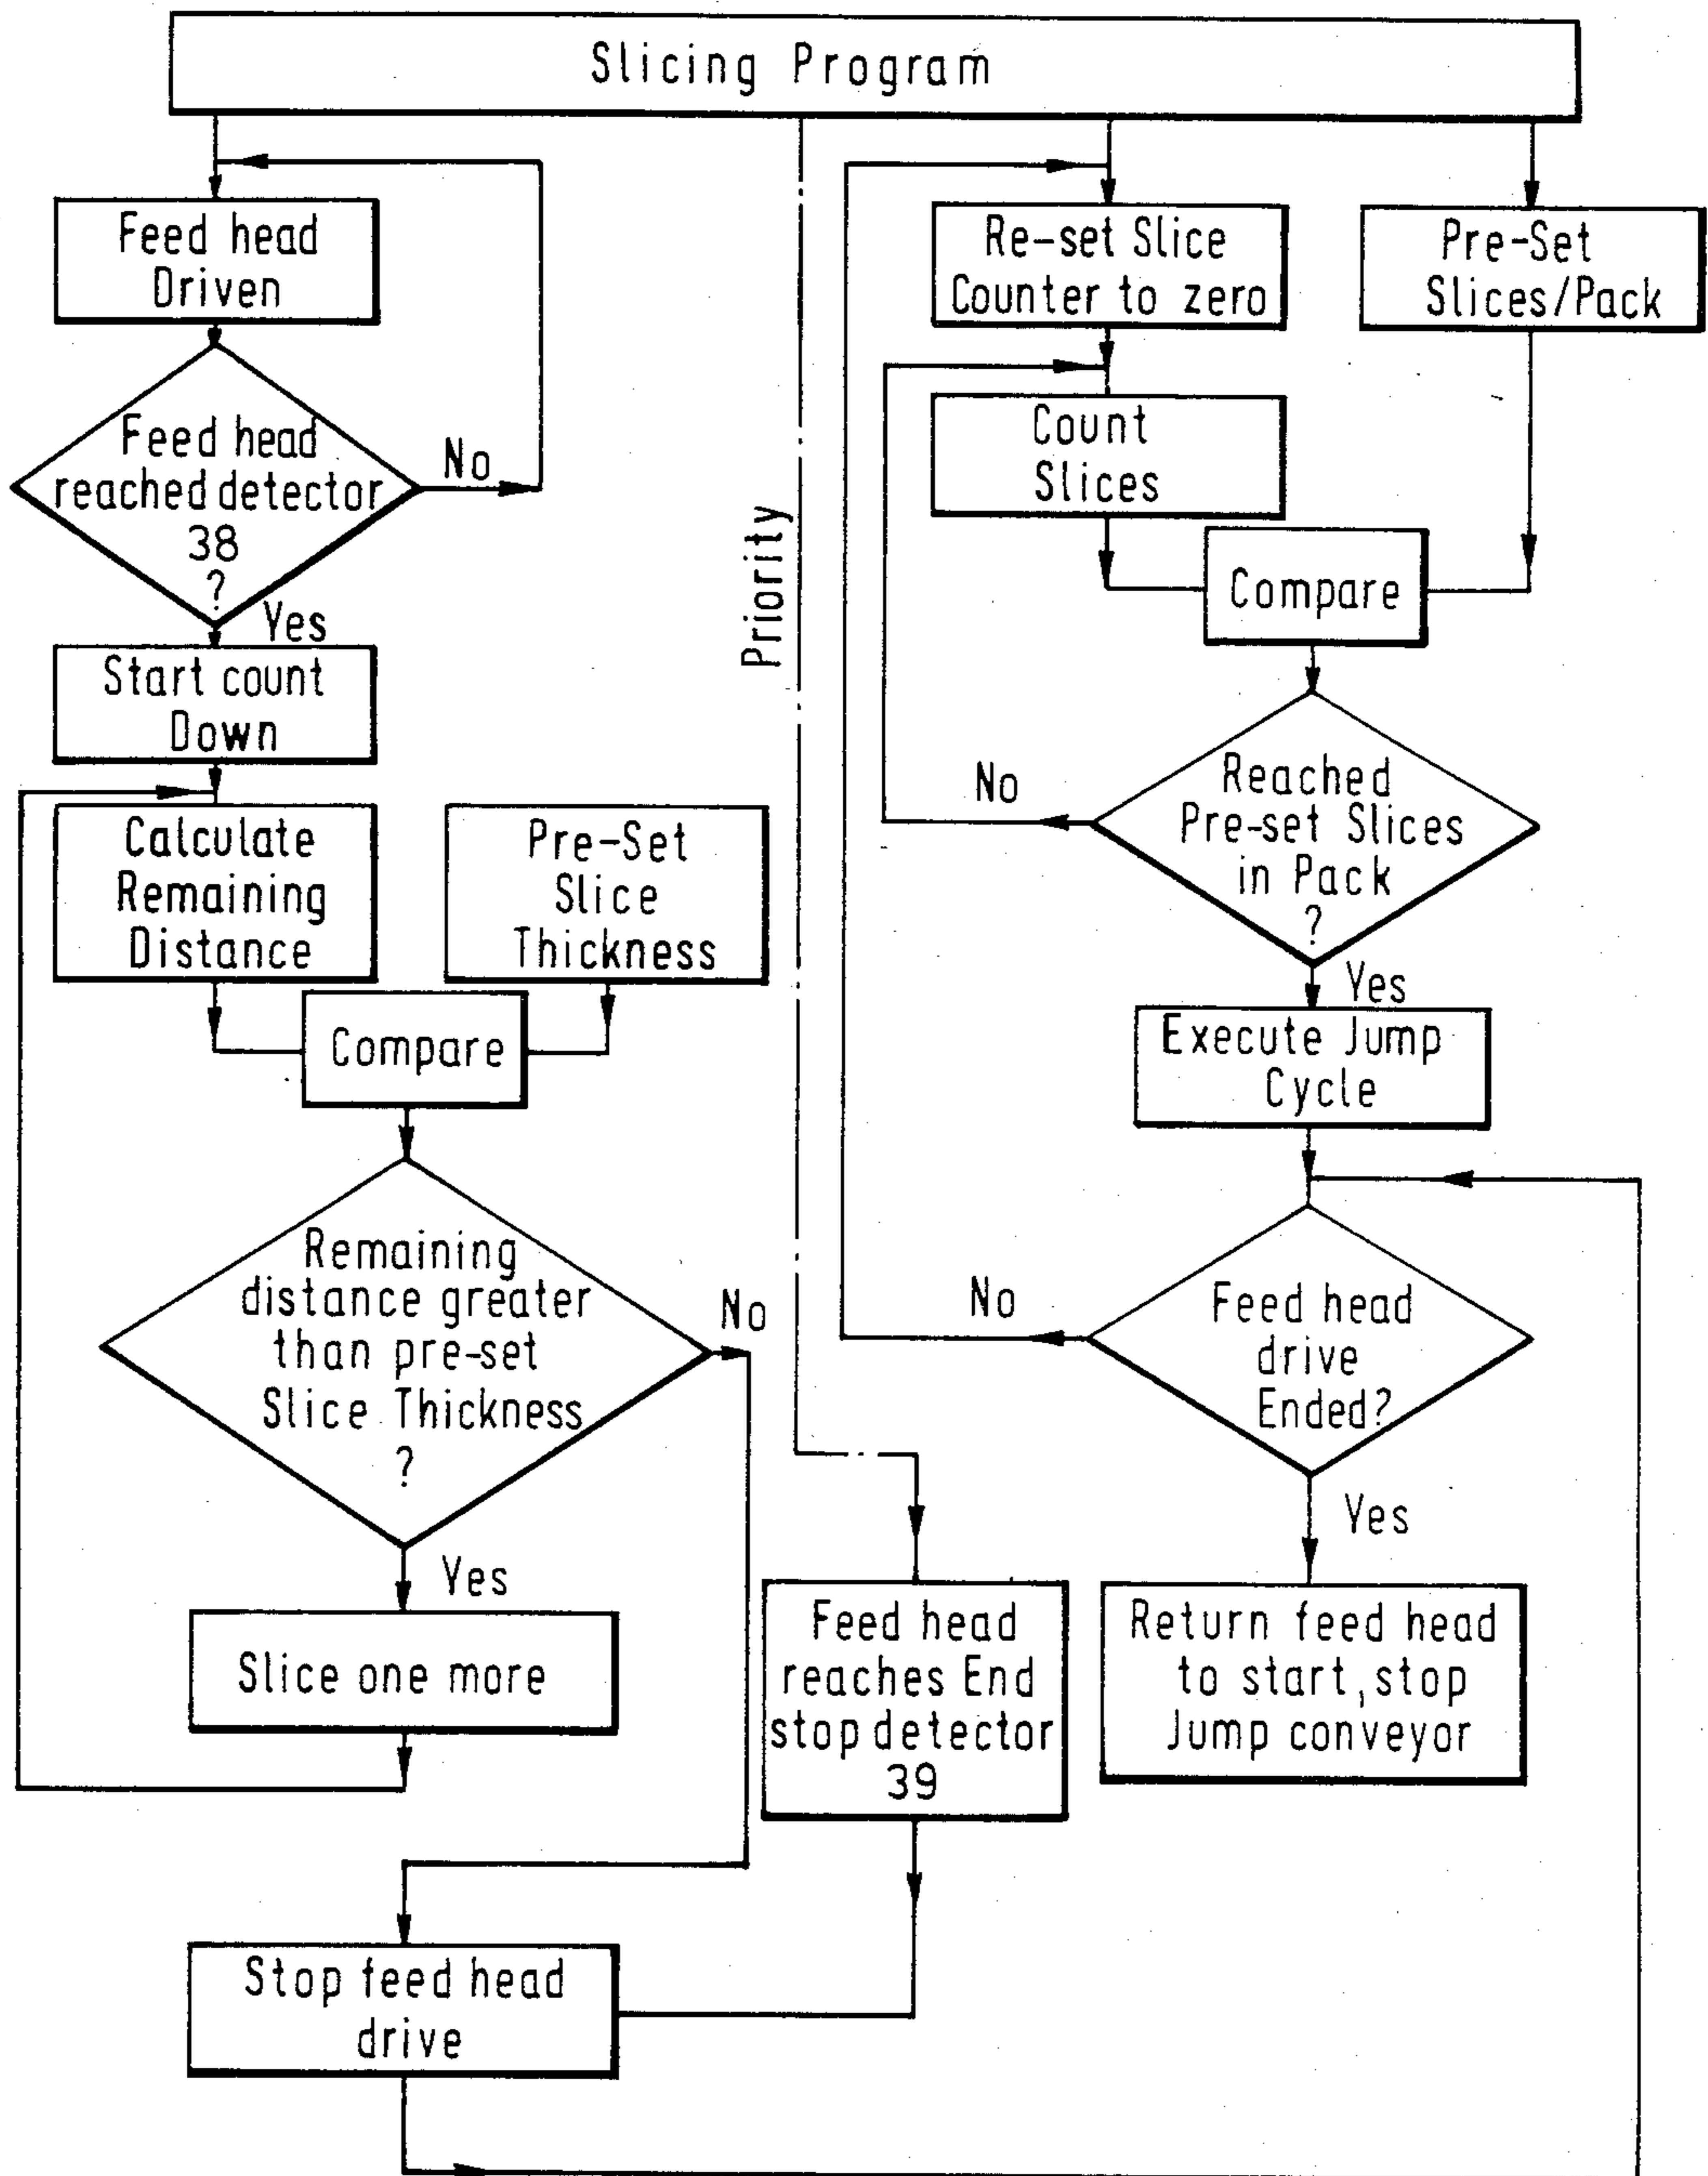 Slicing Program
Feed head
Driven
Feed head
reached detector
38
?
No
Yes
Start count
Down
Calculate
Remaining
Distance
Pre-Set
Slice
Thickness
Compare
Remaining
distance greater
than pre-set
Slice Thickness
?
No
Yes
Slice one more
Stop feed head
drive
Priority
Feed head
reaches End
stop detector
39
Re-set Slice
Counter to zero
Pre-Set
Slices/Pack
Count
Slices
Compare
Reached
Pre-set Slices
in Pack
?
No
Yes
Execute Jump
Cycle
Feed head
drive
Ended?
No
Yes
Return feed head
to start, stop
Jump conveyor